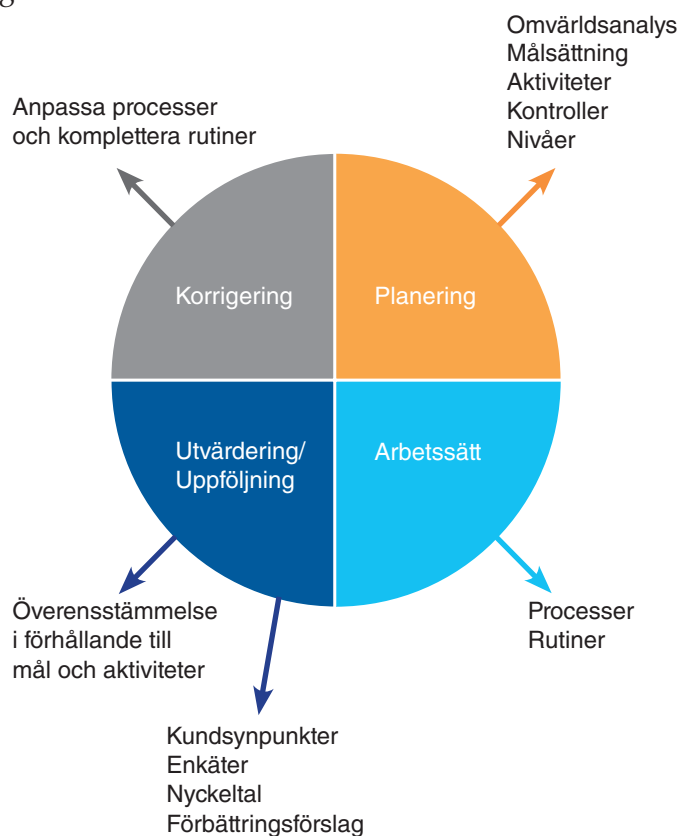 Omvärldsanalys
Målsättning
Aktiviteter
Kontroller
Nivåer
Anpassa processer
och komplettera rutiner
Korrigering
Planering
Utvärdering/
Uppföljning
Arbetssätt
Överensstämmelse
i förhållande till
mål och aktiviteter
Processer
Rutiner
Kundsynpunkter
Enkäter
Nyckeltal
Förbättringsförslag